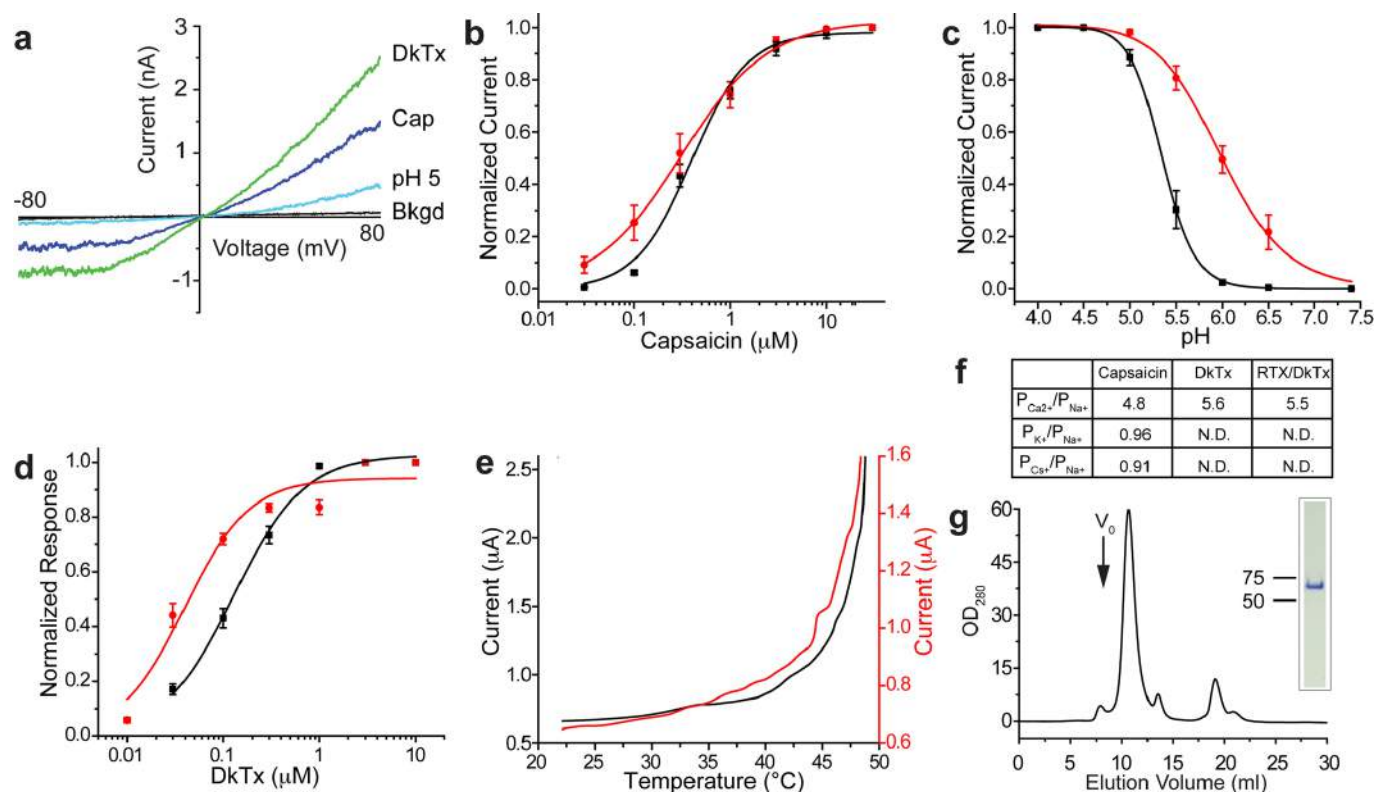 a
Current (nA)
3
2
1
-1
-80
80
Voltage (mV)
DkTx
Cap
pH 5
Bkgd
b
Normalized Current
1.0
0.8
0.6
0.4
0.2
0.0
0.01 0.1 1 10
Capsaicin (μM)
c
Normalized Current
1.0
0.8
0.6
0.4
0.2
0.0
4.0 4.5 5.0 5.5 6.0 6.5 7.0 7.5
pH
d
Normalized Response
1.0
0.8
0.6
0.4
0.2
0.0
0.01 0.1 1 10
DkTx (μM)
e
Current (μA)
2.5
2.0
1.5
1.0
0.5
20 25 30 35 40 45 50
Temperature (°C)
1.6
1.4
1.2
1.0
0.8
0.6
Current (μA)
f
Capsaicin DkTx RTX/DkTx
PCa2+/PNa+ 4.8 5.6 5.5
PK+/PNa+ 0.96 N.D. N.D.
PCs+/PNa+ 0.91 N.D. N.D.
g
OD280
60
45
30
15
0
V0
75
50
0 5 10 15 20 25 30
Elution Volume (ml)